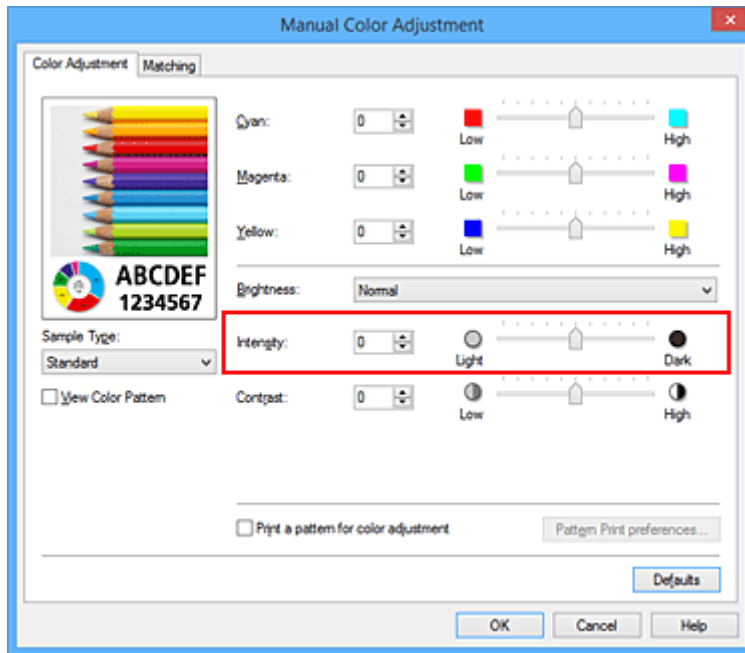 Manual Color Adjustment
Color Adjustment Matching
Cyan: 0 Low High
Magenta: 0 Low High
Yellow: 0 Low High
ABCDEF
1234567
Brightness: Normal
Sample Type:
Standard
Intensity: 0 Light Dark
View Color Pattern
Contrast: 0 Low High
Print a pattern for color adjustment Pattern Print preferences...
Defaults
OK Cancel Help